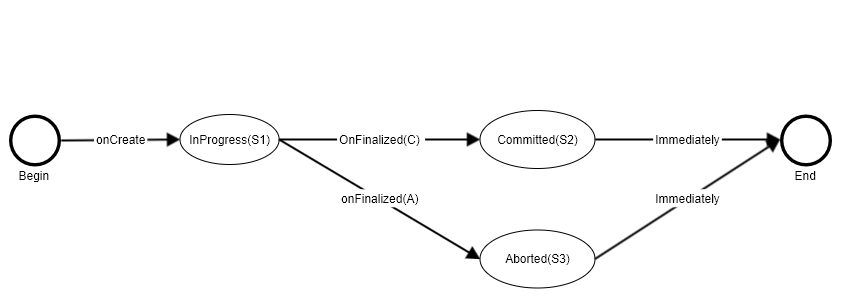 onCreate
InProgress(S1)
OnFinalized(C)
Committed(S2)
Immediately
Begin
End
onFinalized(A)
Immediately
Aborted(S3)